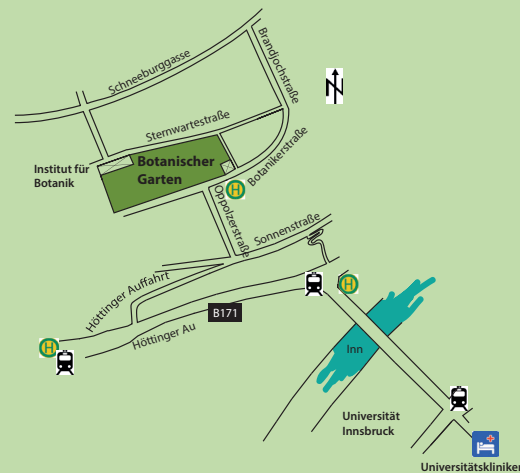 Schneeburggasse
Brandjochstraße
Sternwartestraße
Botanischer
Garten
Institut für
Botanik
Botanikerstraße
H
Oppolzerstraße
Sonnenstraße
Höttinger Auffahrt
H
B171
Höttinger Au
H
Inn
Universität
Innsbruck
Universitätskliniken
N